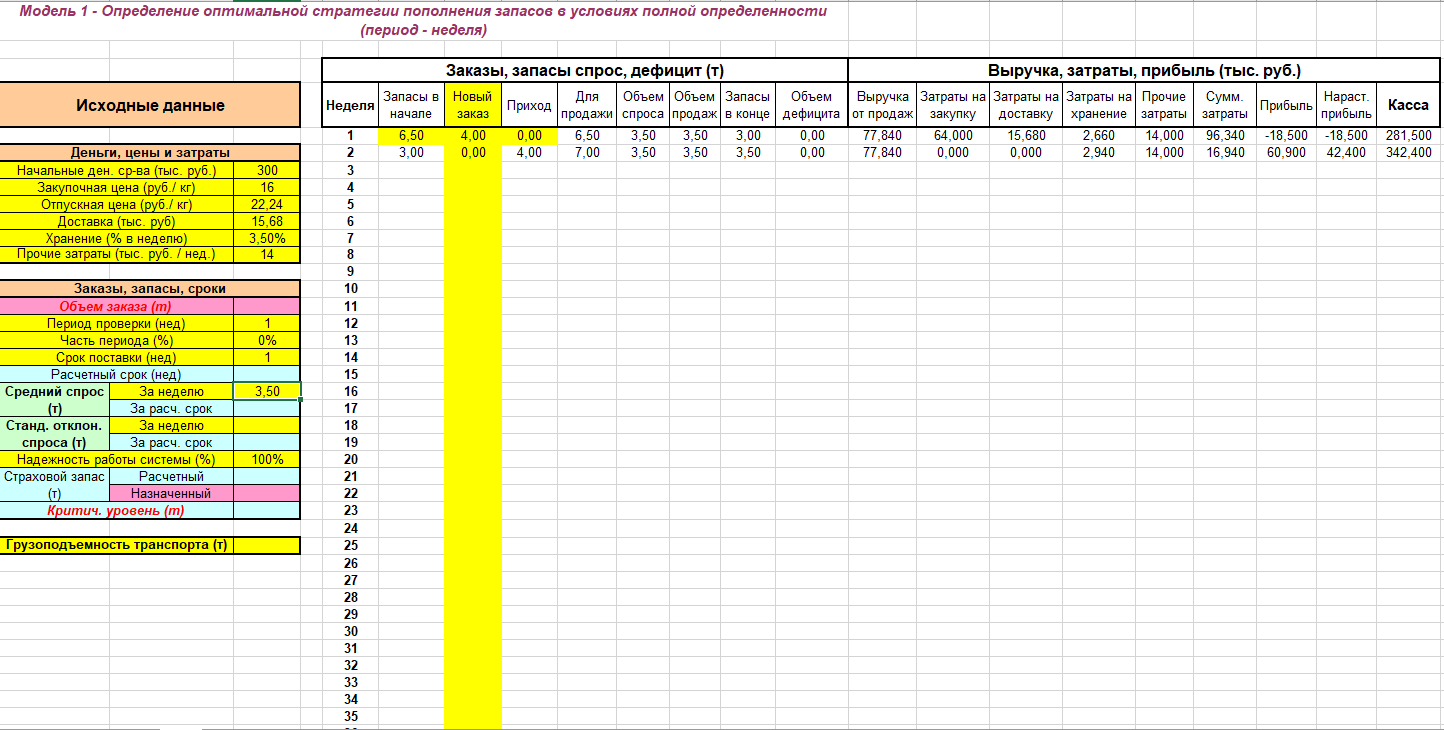 Модель 1 - Определение оптимальной стратегии пополнения запасов в условиях полной определенности
(период - неделя)
Исходные данные
Деньги, цены и затраты
Начальные ден. ср-ва (тыс. руб.) 300
Закупочная цена (руб./ кг) 16
Отпускная цена (руб./ кг) 22,24
Доставка (тыс. руб) 15,68
Хранение (% в неделю) 3,50%
Прочие затраты (тыс. руб. / нед.) 14
Заказы, запасы, сроки
Объем заказа (т)
Период проверки (нед) 1
Часть периода (%) 0%
Срок поставки (нед) 1
Расчетный срок (нед)
Средний спрос За неделю 3,50
(т) За расч. срок
Станд. отклон. За неделю
спроса (т) За расч. срок
Надежность работы системы (%) 100%
Страховой запас Расчетный
(т) Назначенный
Критич. уровень (т)
Грузоподъемность транспорта (т)
Заказы, запасы спрос, дефицит (т) Выручка, затраты, прибыль (тыс. руб.)
Неделя Запасы в начале Новый заказ Приход Для продажи Объем спроса Объем продаж Запасы в конце Объем дефицита Выручка от продаж Затраты на закупку Затраты на доставку Затраты на хранение Прочие затраты Сумм. затраты Прибыль Нараст. прибыль Касса
1 6,50 4,00 0,00 6,50 3,50 3,50 3,00 0,00 77,840 64,000 15,680 2,660 14,000 96,340 -18,500 -18,500 281,500
2 3,00 0,00 4,00 7,00 3,50 3,50 3,50 0,00 77,840 0,000 0,000 2,940 14,000 16,940 60,900 42,400 342,400
3
4
5
6
7
8
9
10
11
12
13
14
15
16
17
18
19
20
21
22
23
24
25
26
27
28
29
30
31
32
33
34
35